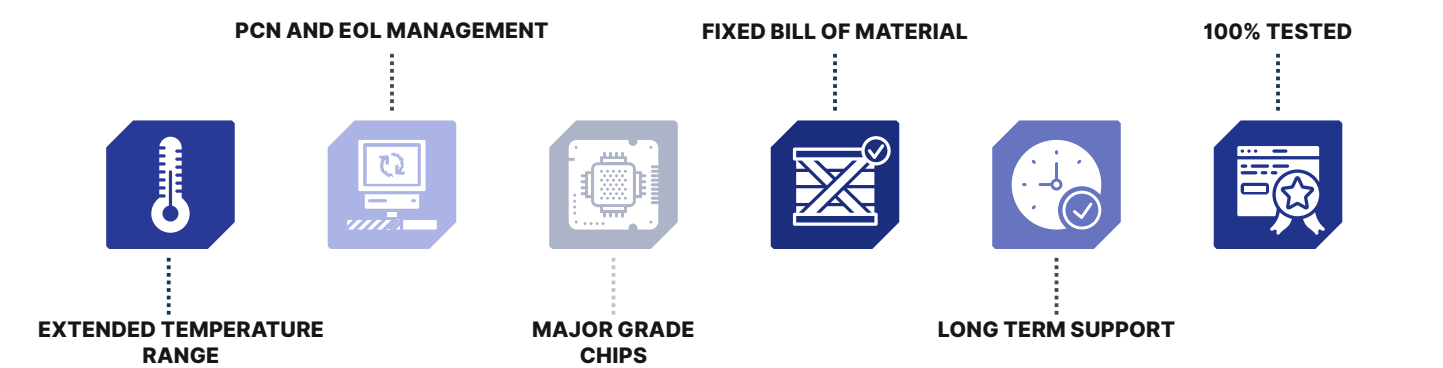 PCN AND EOL MANAGEMENT
FIXED BILL OF MATERIAL
100% TESTED
EXTENDED TEMPERATURE
RANGE
MAJOR GRADE
CHIPS
LONG TERM SUPPORT